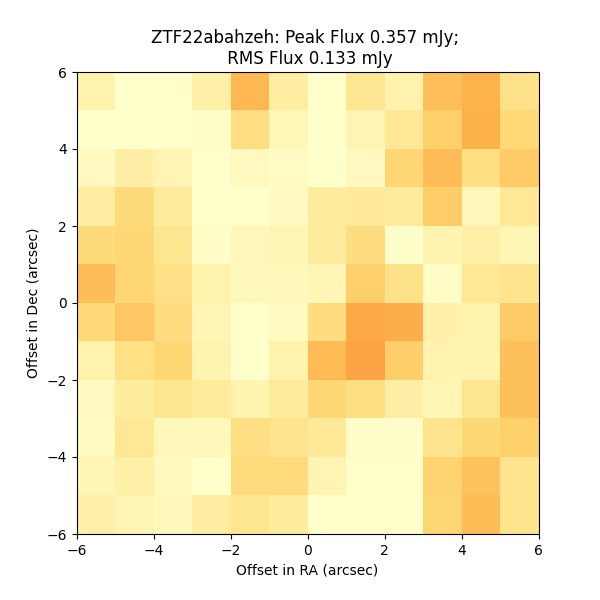 ZTF22abahzeh: Peak Flux 0.357 mJy;
RMS Flux 0.133 mJy
6
4
2
0
−2
−4
−6
Offset in Dec (arcsec)
−6 −4 −2 0 2 4 6
Offset in RA (arcsec)